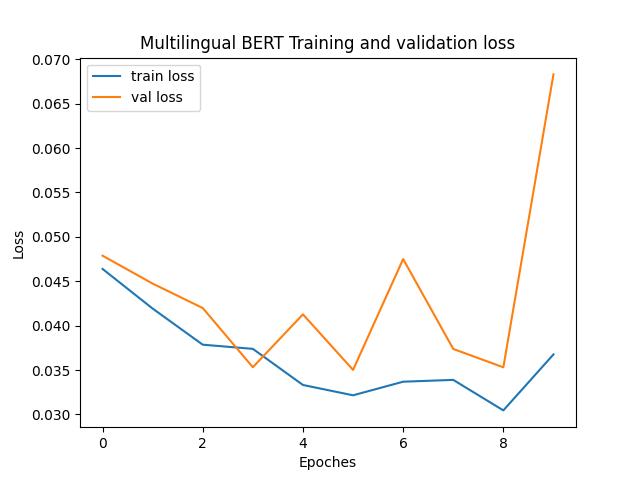 Multilingual BERT Training and validation loss
train loss
val loss
0.070
0.065
0.060
0.055
0.050
0.045
0.040
0.035
0.030
Loss
0
2
4
6
8
Epoches